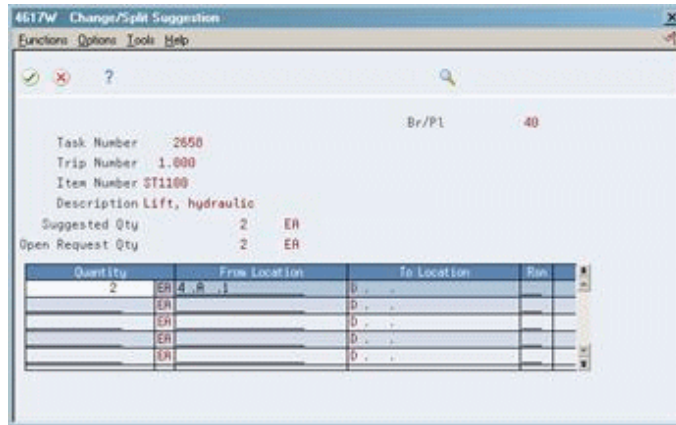 4617W Change/Split Suggestion
Functions Options Tools Help
?
Br/Pl 40
Task Number 2650
Trip Number 1.000
Item Number ST1100
Description Lift, hydraulic
Suggested Qty 2 EA
Open Request Qty 2 EA
Quantity From Location To Location Rsn
2 EA 4 .A .1 D . .
EA D . .
EA D . .
EA D . .
EA D . .